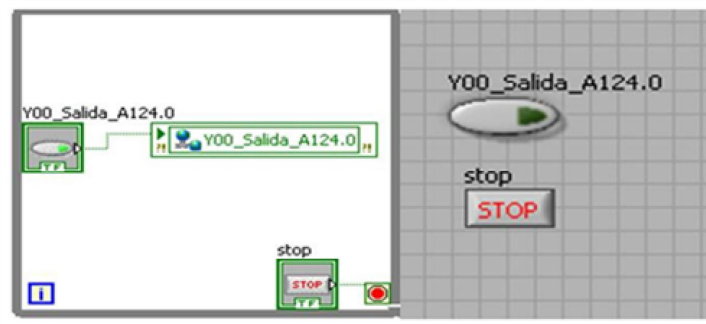 Y00_Salida_A124.0
TF
?! Y00_Salida_A124.0 ?!
stop
STOP
TF
i
Y00_Salida_A124.0
stop
STOP